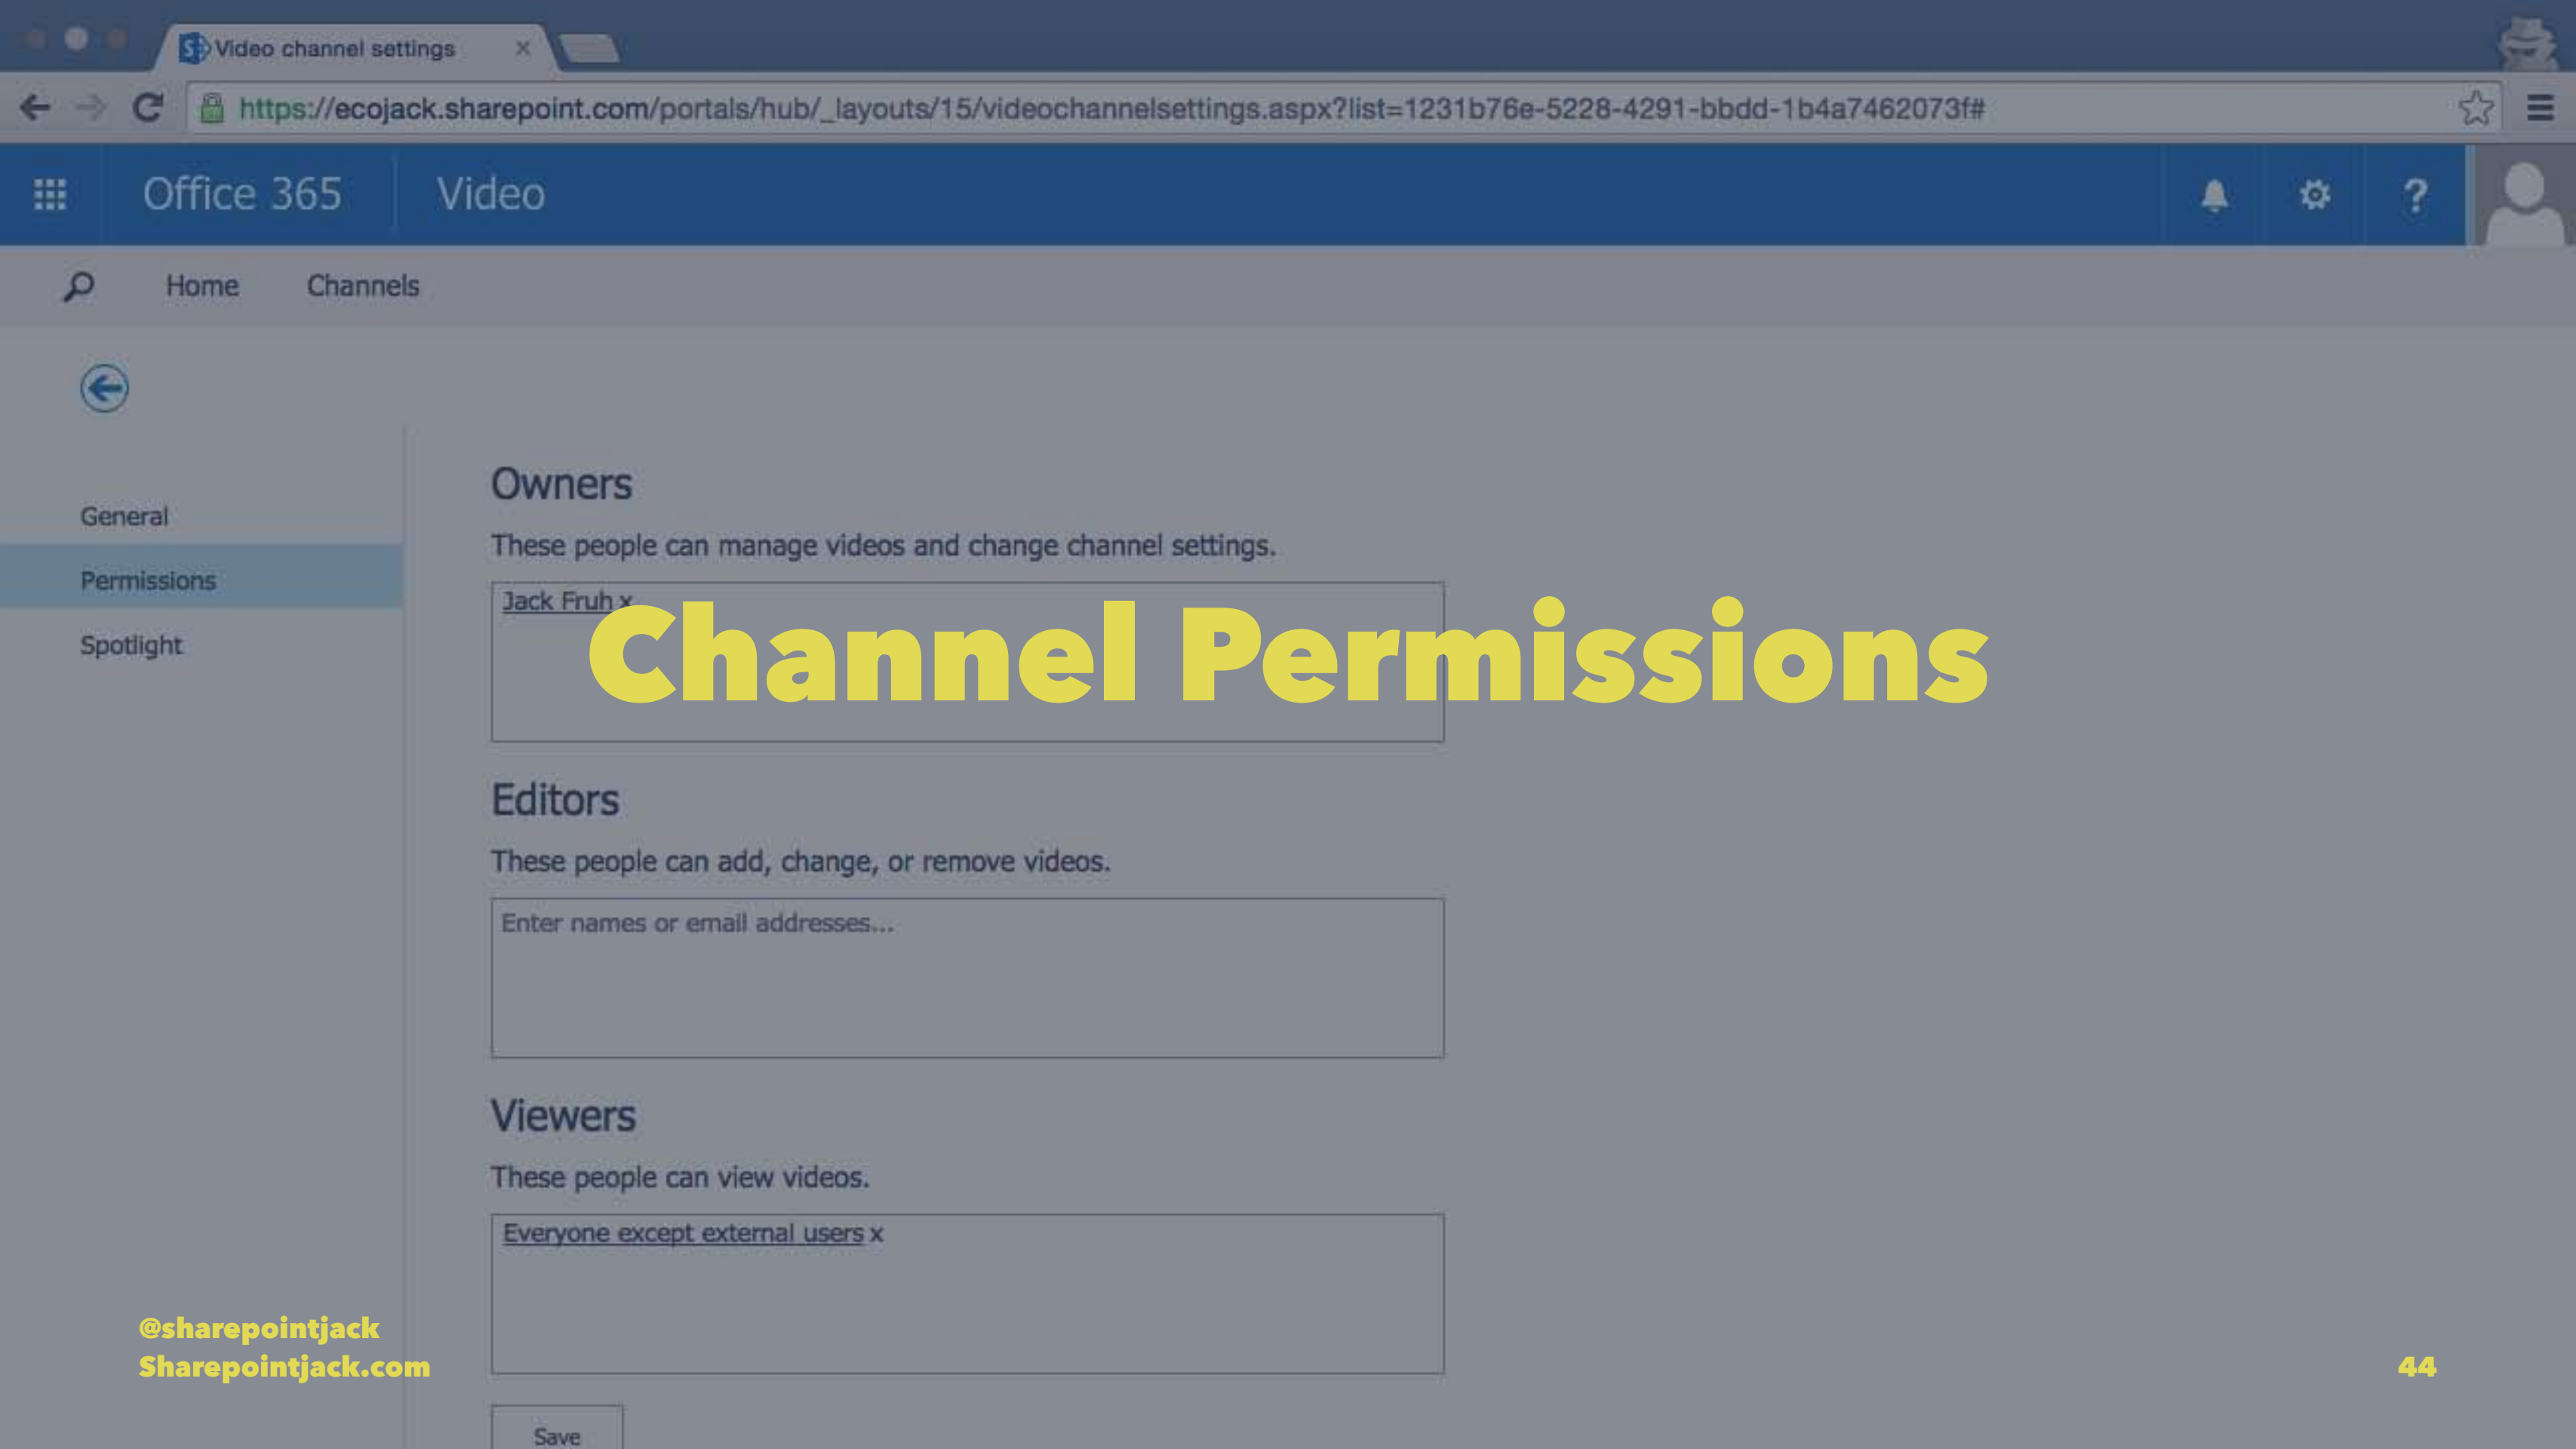 Video channel settings
https://ecojack.sharepoint.com/portals/hub/_layouts/15/videochannelsettings.aspx?list=1231b76e-5228-4291-bbdd-1b4a7462073f#
Office 365 Video
Home Channels
General
Permissions
Spotlight
Owners
These people can manage videos and change channel settings.
Jack Fruh x
Channel Permissions
Editors
These people can add, change, or remove videos.
Enter names or email addresses...
Viewers
These people can view videos.
Everyone except external users x
Save
@sharepointjack
Sharepointjack.com
44